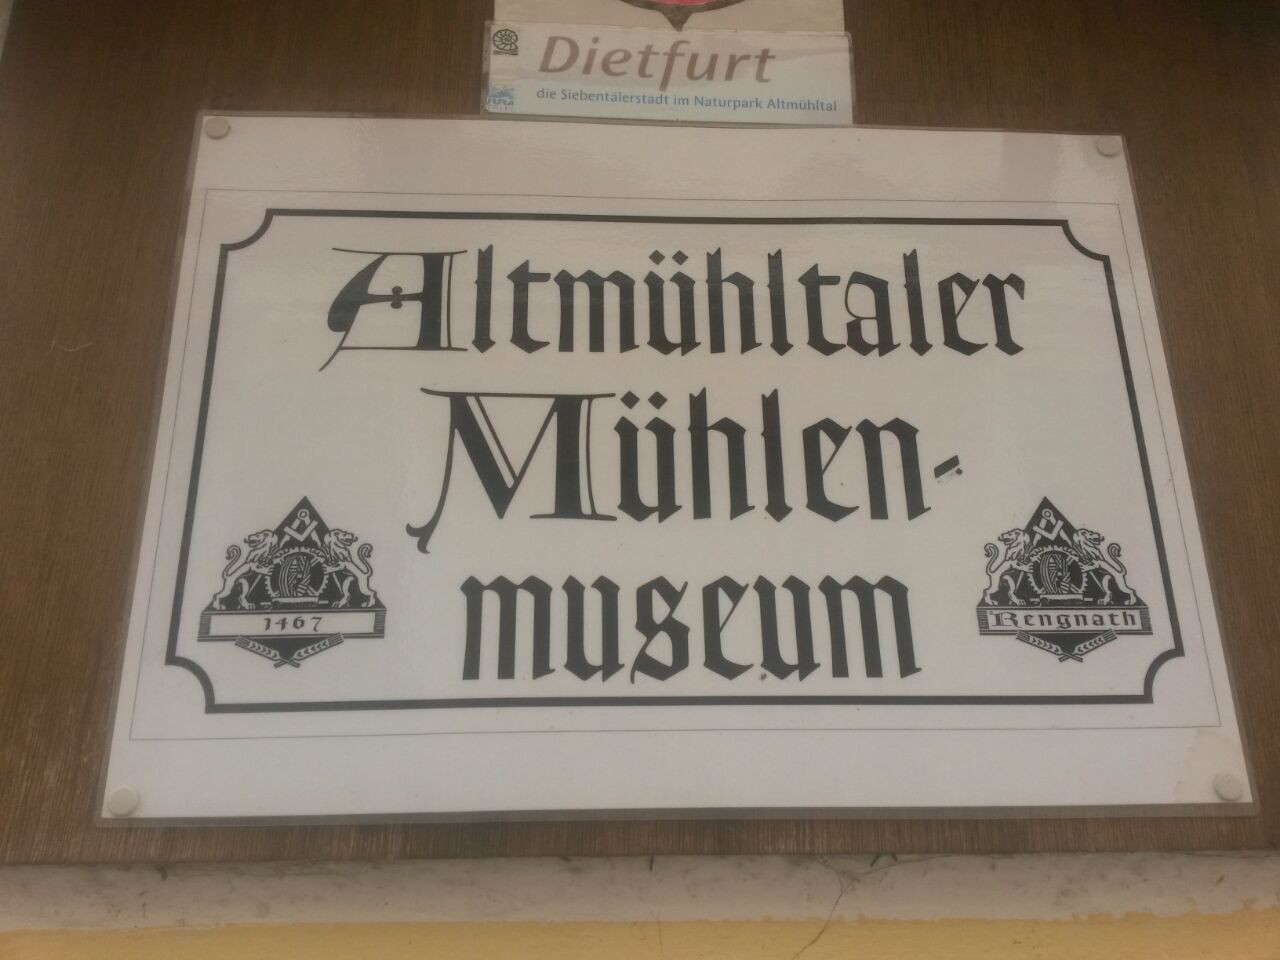 Dietfurt
die Siebentälerstadt im Naturpark Altmühltal
Altmühltaler
Mühlen-
museum
1467
Rengnath